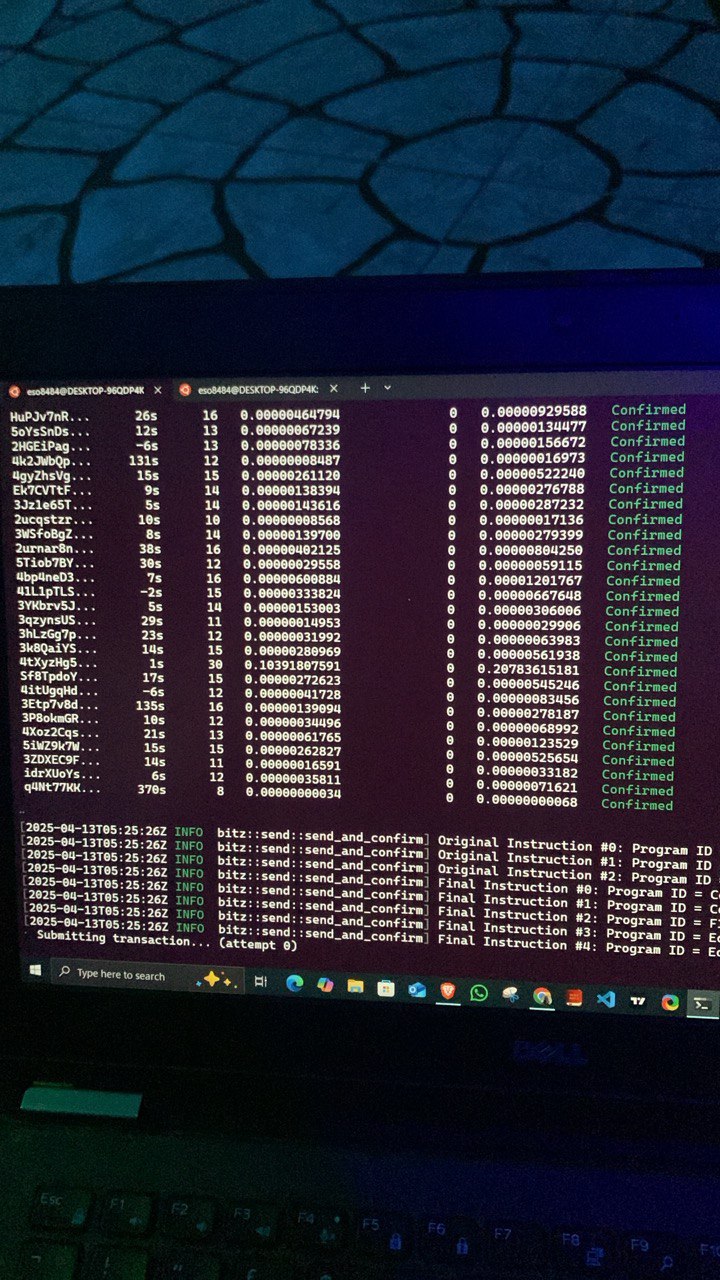 eso8484@DESKTOP-96QDP4K × eso8484@DESKTOP-96QDP4K: × +
HuPJv7nR... 26s 16 0.00000464794 0 0.00000929588 Confirmed
5oYsSnDs... 12s 13 0.00000067239 0 0.00000134477 Confirmed
2HGEiPag... -6s 13 0.00000078336 0 0.00000156672 Confirmed
4k2JWbQp... 131s 12 0.00000008487 0 0.00000016973 Confirmed
4gyZhsVg... 15s 15 0.00000261120 0 0.00000522240 Confirmed
Ek7CVTtF... 9s 14 0.00000138394 0 0.00000276788 Confirmed
3Jz1e65T... 5s 14 0.00000143616 0 0.00000287232 Confirmed
2ucqstzr... 10s 10 0.00000008568 0 0.00000017136 Confirmed
3WSfoBgZ... 8s 14 0.00000139700 0 0.00000279399 Confirmed
2urnar8n... 38s 16 0.00000402125 0 0.00000804250 Confirmed
5Tiob7BY... 30s 12 0.00000029558 0 0.00000059115 Confirmed
4bp4neD3... 7s 16 0.00000600884 0 0.00001201767 Confirmed
41L1pTLS... -2s 15 0.00000333824 0 0.00000667648 Confirmed
3YKbrv5J... 5s 14 0.00000153003 0 0.00000306006 Confirmed
3qzynsUS... 29s 11 0.00000014953 0 0.00000029906 Confirmed
3hLzGg7p... 23s 12 0.00000031992 0 0.00000063983 Confirmed
3k8QaiYS... 14s 15 0.00000280969 0 0.00000561938 Confirmed
4tXyzHg5... 1s 30 0.10391807591 0 0.20783615181 Confirmed
Sf8TpdoY... 17s 15 0.00000272623 0 0.00000545246 Confirmed
4itUgqHd... -6s 12 0.00000041728 0 0.00000083456 Confirmed
3Etp7v8d... 135s 16 0.00000139094 0 0.00000278187 Confirmed
3P8okmGR... 10s 12 0.00000034496 0 0.00000068992 Confirmed
4Xoz2Cqs... 21s 13 0.00000061765 0 0.00000123529 Confirmed
5iWZ9k7W... 15s 15 0.00000262827 0 0.00000525654 Confirmed
3ZDXEC9F... 14s 11 0.00000016591 0 0.00000033182 Confirmed
idrXUoYs... 6s 12 0.00000035811 0 0.00000071621 Confirmed
q4Nt77KK... 370s 8 0.00000000034 0 0.00000000068 Confirmed
[2025-04-13T05:25:26Z INFO bitz::send::send_and_confirm] Original Instruction #0: Program ID
[2025-04-13T05:25:26Z INFO bitz::send::send_and_confirm] Original Instruction #1: Program ID
[2025-04-13T05:25:26Z INFO bitz::send::send_and_confirm] Original Instruction #2: Program ID
[2025-04-13T05:25:26Z INFO bitz::send::send_and_confirm] Final Instruction #0: Program ID = Co
[2025-04-13T05:25:26Z INFO bitz::send::send_and_confirm] Final Instruction #1: Program ID =
[2025-04-13T05:25:26Z INFO bitz::send::send_and_confirm] Final Instruction #2: Program ID =
[2025-04-13T05:25:26Z INFO bitz::send::send_and_confirm] Final Instruction #3: Program ID =
[2025-04-13T05:25:26Z INFO bitz::send::send_and_confirm] Final Instruction #4: Program ID =
Submitting transaction... (attempt 0)
Type here to search
DELL
Esc F1 F2 F3 F4 F5 F6 F7 F8 F9